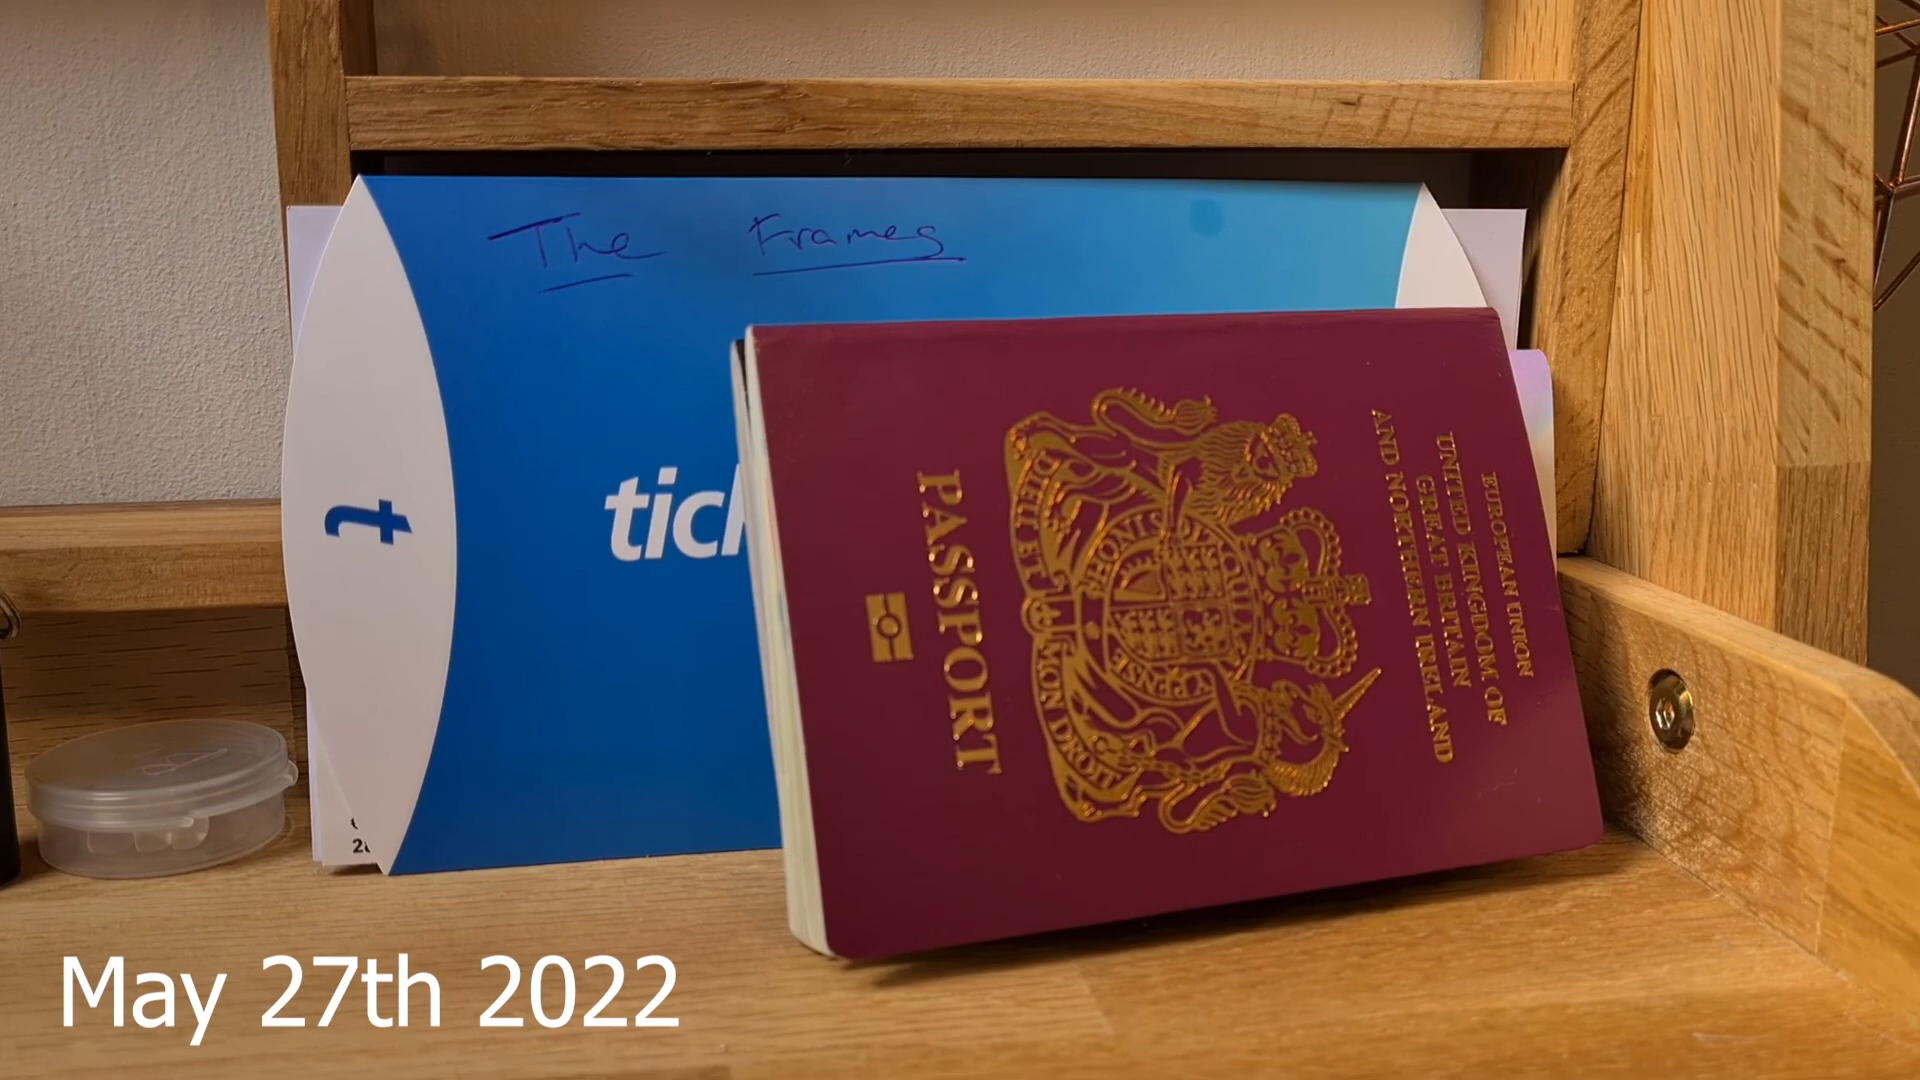 The Frames
t
tick
EUROPEAN UNION
UNITED KINGDOM OF
GREAT BRITAIN
AND NORTHERN IRELAND
HONI SOIT QUI MAL Y PENSE
DIEU ET MON DROIT
PASSPORT
May 27th 2022